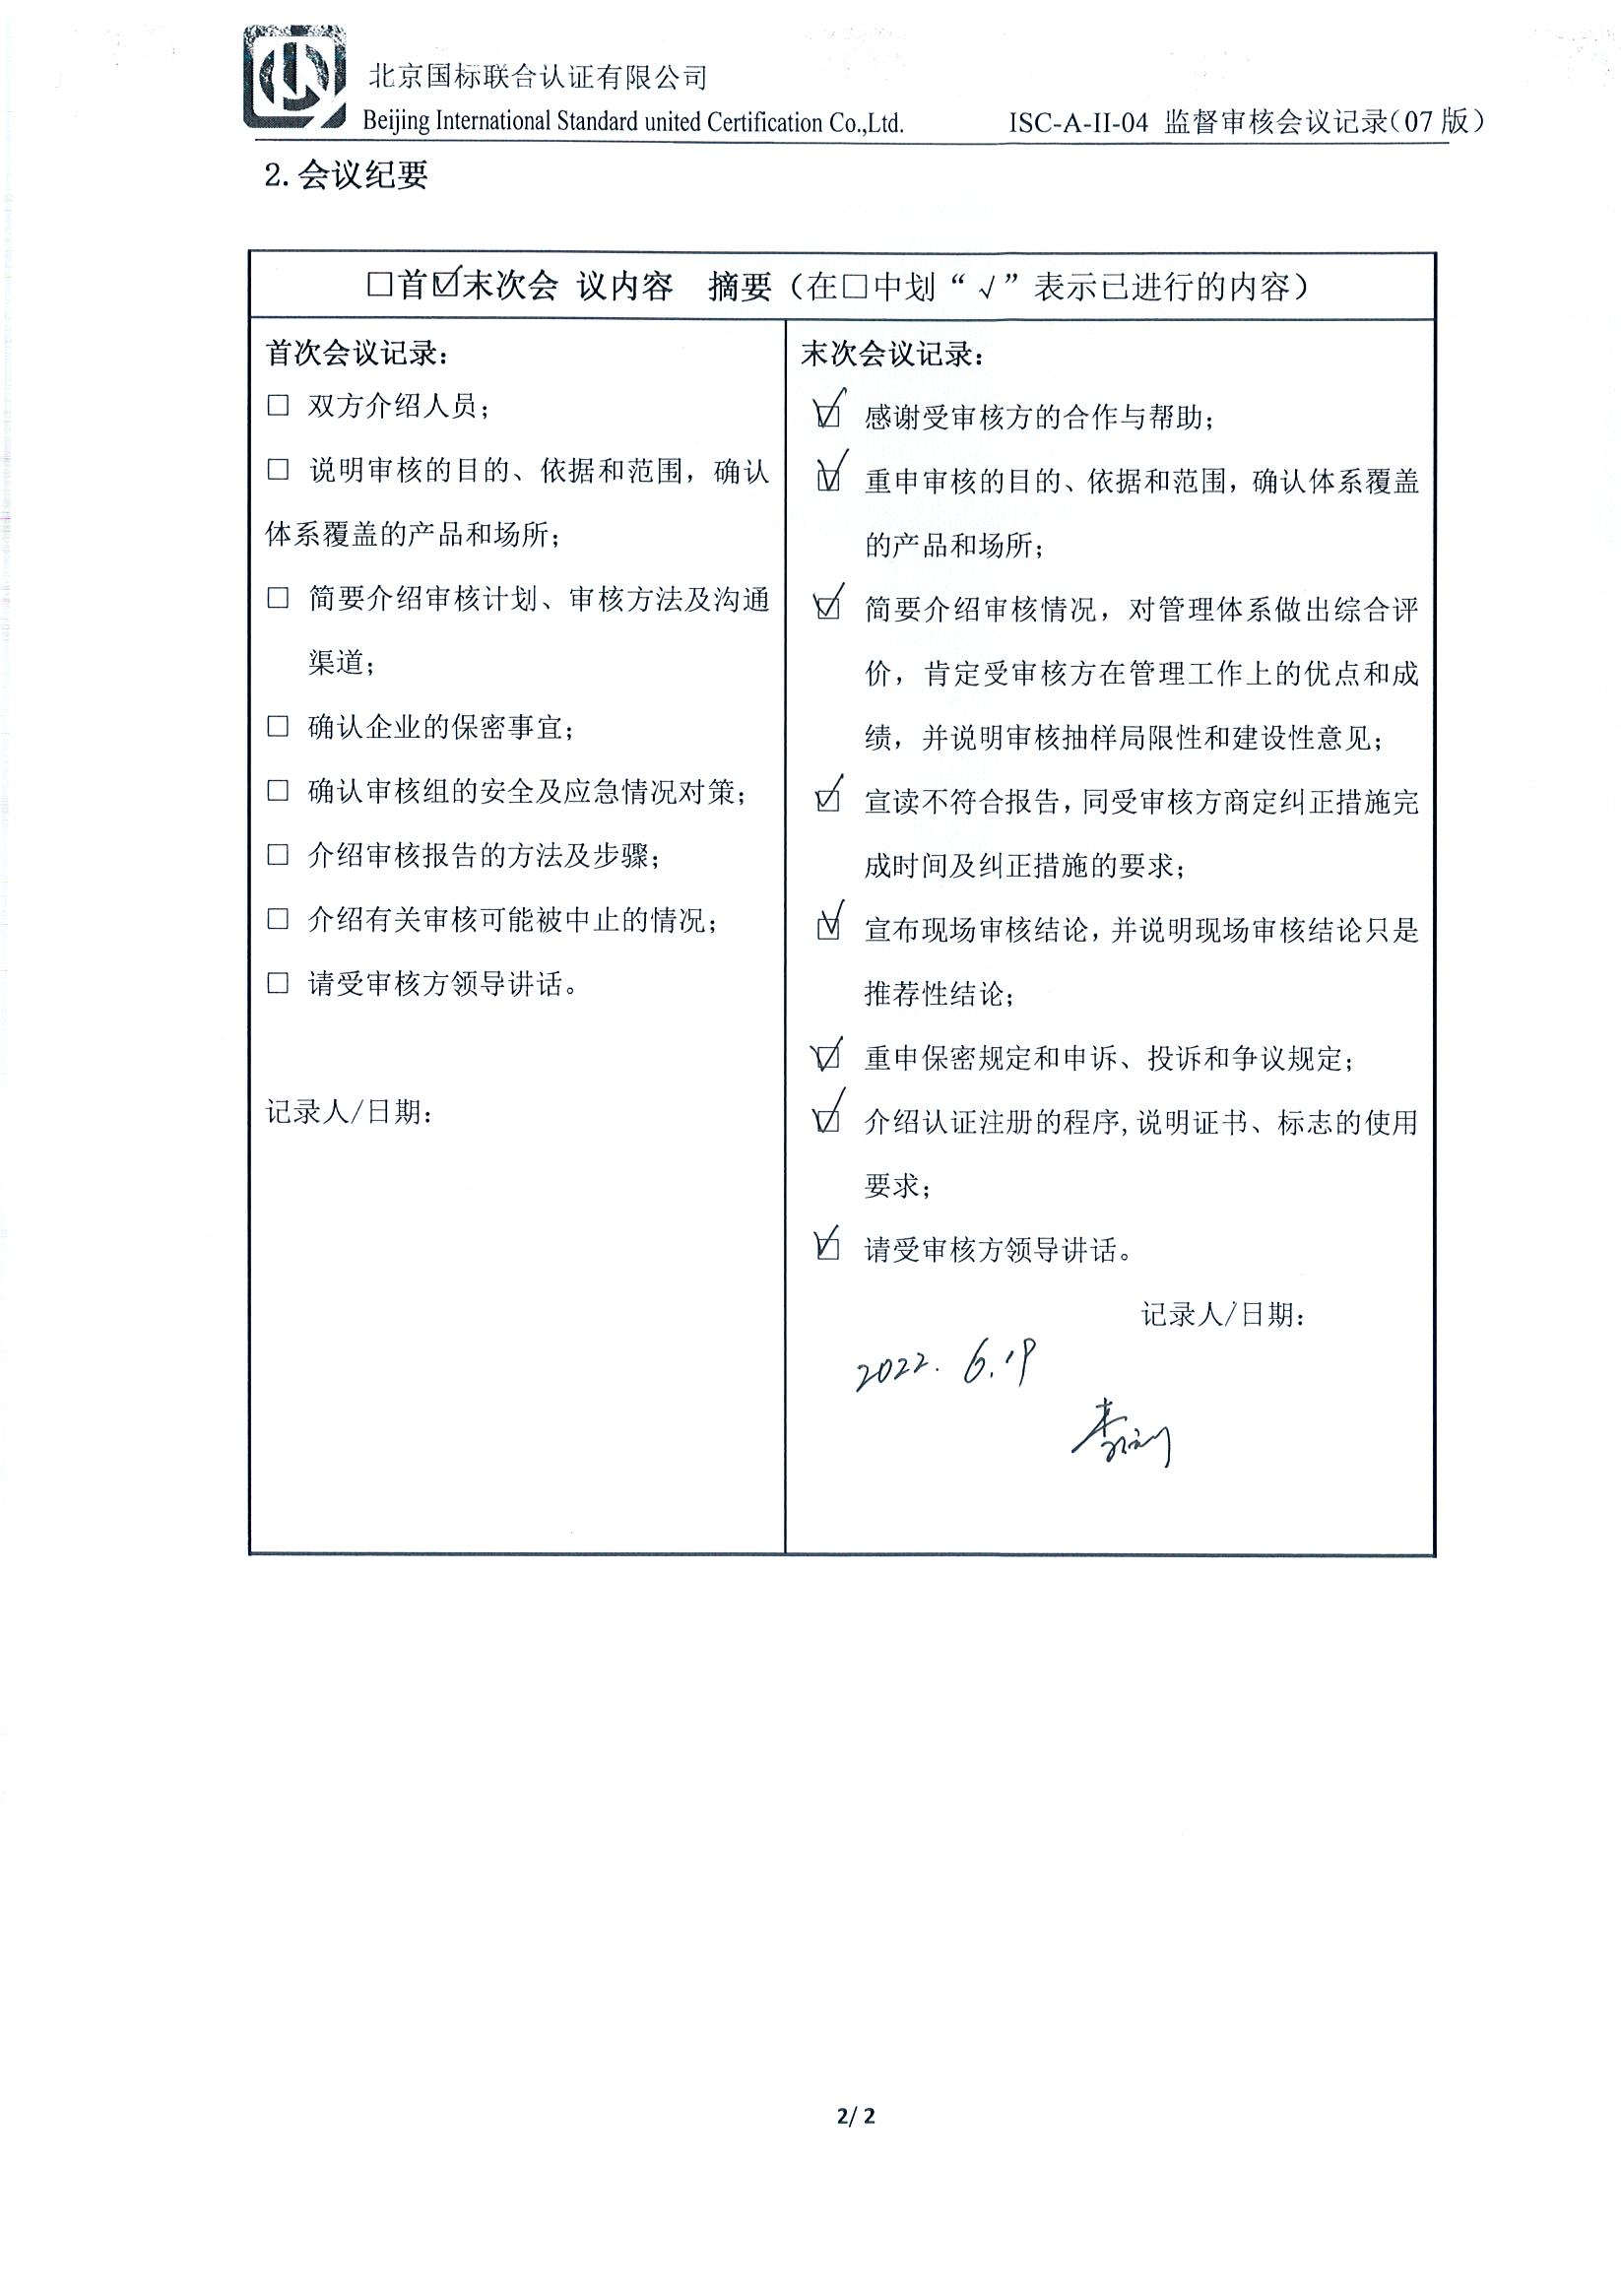 北京国标联合认证有限公司
Beijing International Standard united Certification Co.,Ltd.
ISC-A-II-04 监督审核会议记录(07版)
2.会议纪要
□首☑末次会 议内容 摘要(在□中划“√”表示已进行的内容)
首次会议记录:
□ 双方介绍人员;
□ 说明审核的目的、依据和范围,确认
体系覆盖的产品和场所;
□ 简要介绍审核计划、审核方法及沟通
渠道;
□ 确认企业的保密事宜;
□ 确认审核组的安全及应急情况对策;
□ 介绍审核报告的方法及步骤;
□ 介绍有关审核可能被中止的情况;
□ 请受审核方领导讲话。
记录人/日期:
末次会议记录:
☑ 感谢受审核方的合作与帮助;
☑ 重申审核的目的、依据和范围,确认体系覆盖
的产品和场所;
☑ 简要介绍审核情况,对管理体系做出综合评
价,肯定受审核方在管理工作上的优点和成
绩,并说明审核抽样局限性和建设性意见;
☑ 宣读不符合报告,同受审核方商定纠正措施完
成时间及纠正措施的要求;
☑ 宣布现场审核结论,并说明现场审核结论只是
推荐性结论;
☑ 重申保密规定和申诉、投诉和争议规定;
☑ 介绍认证注册的程序,说明证书、标志的使用
要求;
☑ 请受审核方领导讲话。
记录人/日期:
2022.6.19
2/ 2